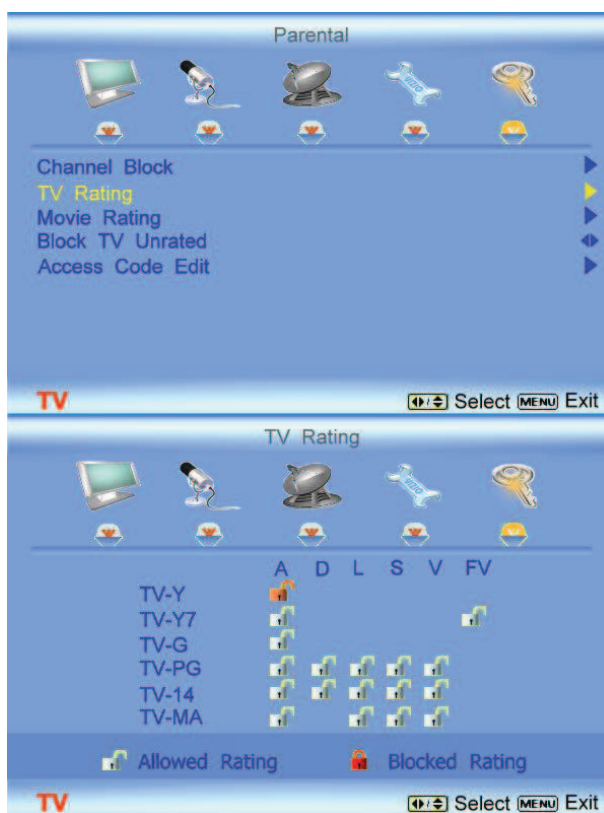 Parental
VIZIO
Channel Block
TV Rating
Movie Rating
Block TV Unrated
Access Code Edit
TV Select MENU Exit
TV Rating
VIZIO
A D L S V FV
TV-Y
TV-Y7
TV-G
TV-PG
TV-14
TV-MA
Allowed Rating Blocked Rating
TV Select MENU Exit